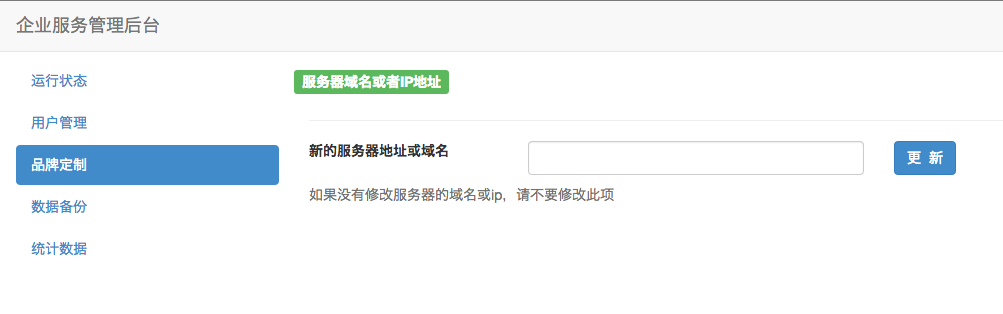 企业服务管理后台
运行状态
服务器域名或者IP地址
用户管理
品牌定制
新的服务器地址或域名
更 新
如果没有修改服务器的域名或ip，请不要修改此项
数据备份
统计数据